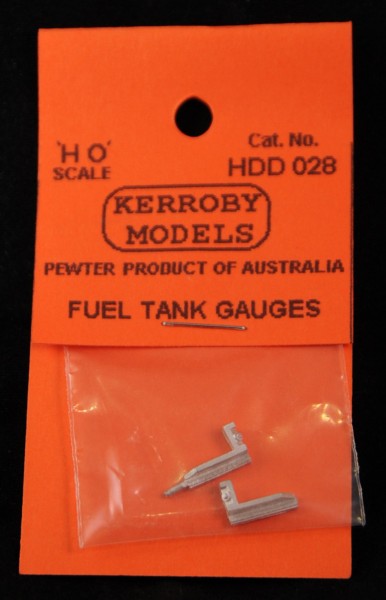 'H O'
SCALE
Cat. No.
HDD 028
KERROBY
MODELS
PEWTER PRODUCT OF AUSTRALIA
FUEL TANK GAUGES